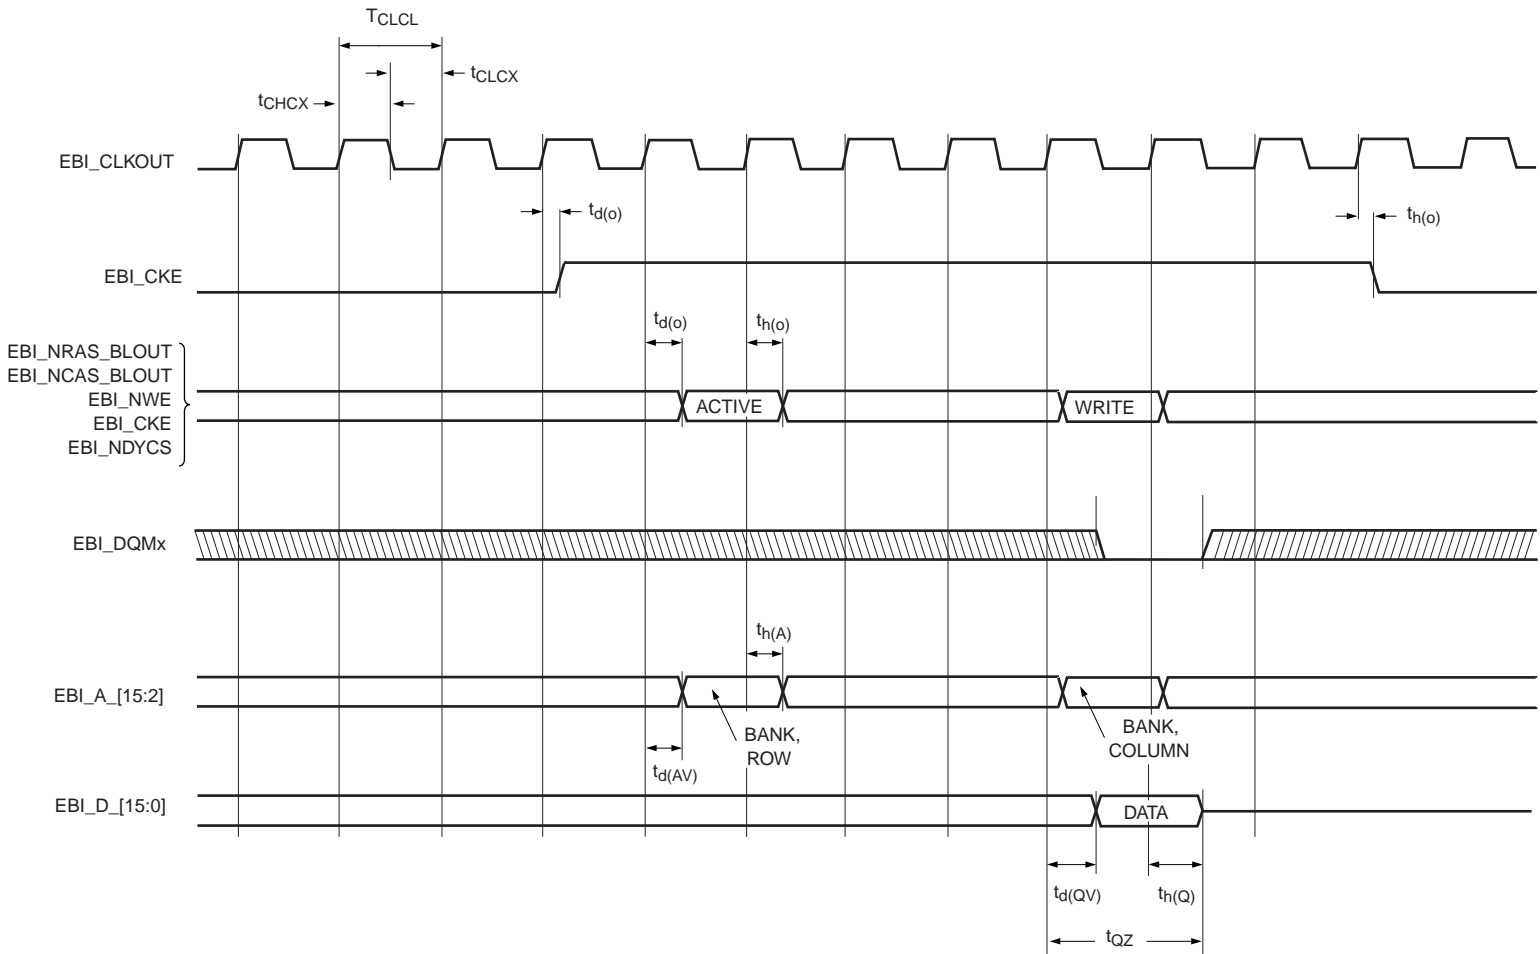 TCLCL
tCLCX
tCHCX
EBI_CLKOUT
td(o)
th(o)
EBI_CKE
td(o)
th(o)
EBI_NRAS_BLOUT
EBI_NCAS_BLOUT
EBI_NWE
EBI_CKE
EBI_NDYCS
ACTIVE
WRITE
EBI_DQMx
th(A)
EBI_A_[15:2]
BANK,
ROW
BANK,
COLUMN
td(AV)
EBI_D_[15:0]
DATA
td(QV)
th(Q)
tQZ